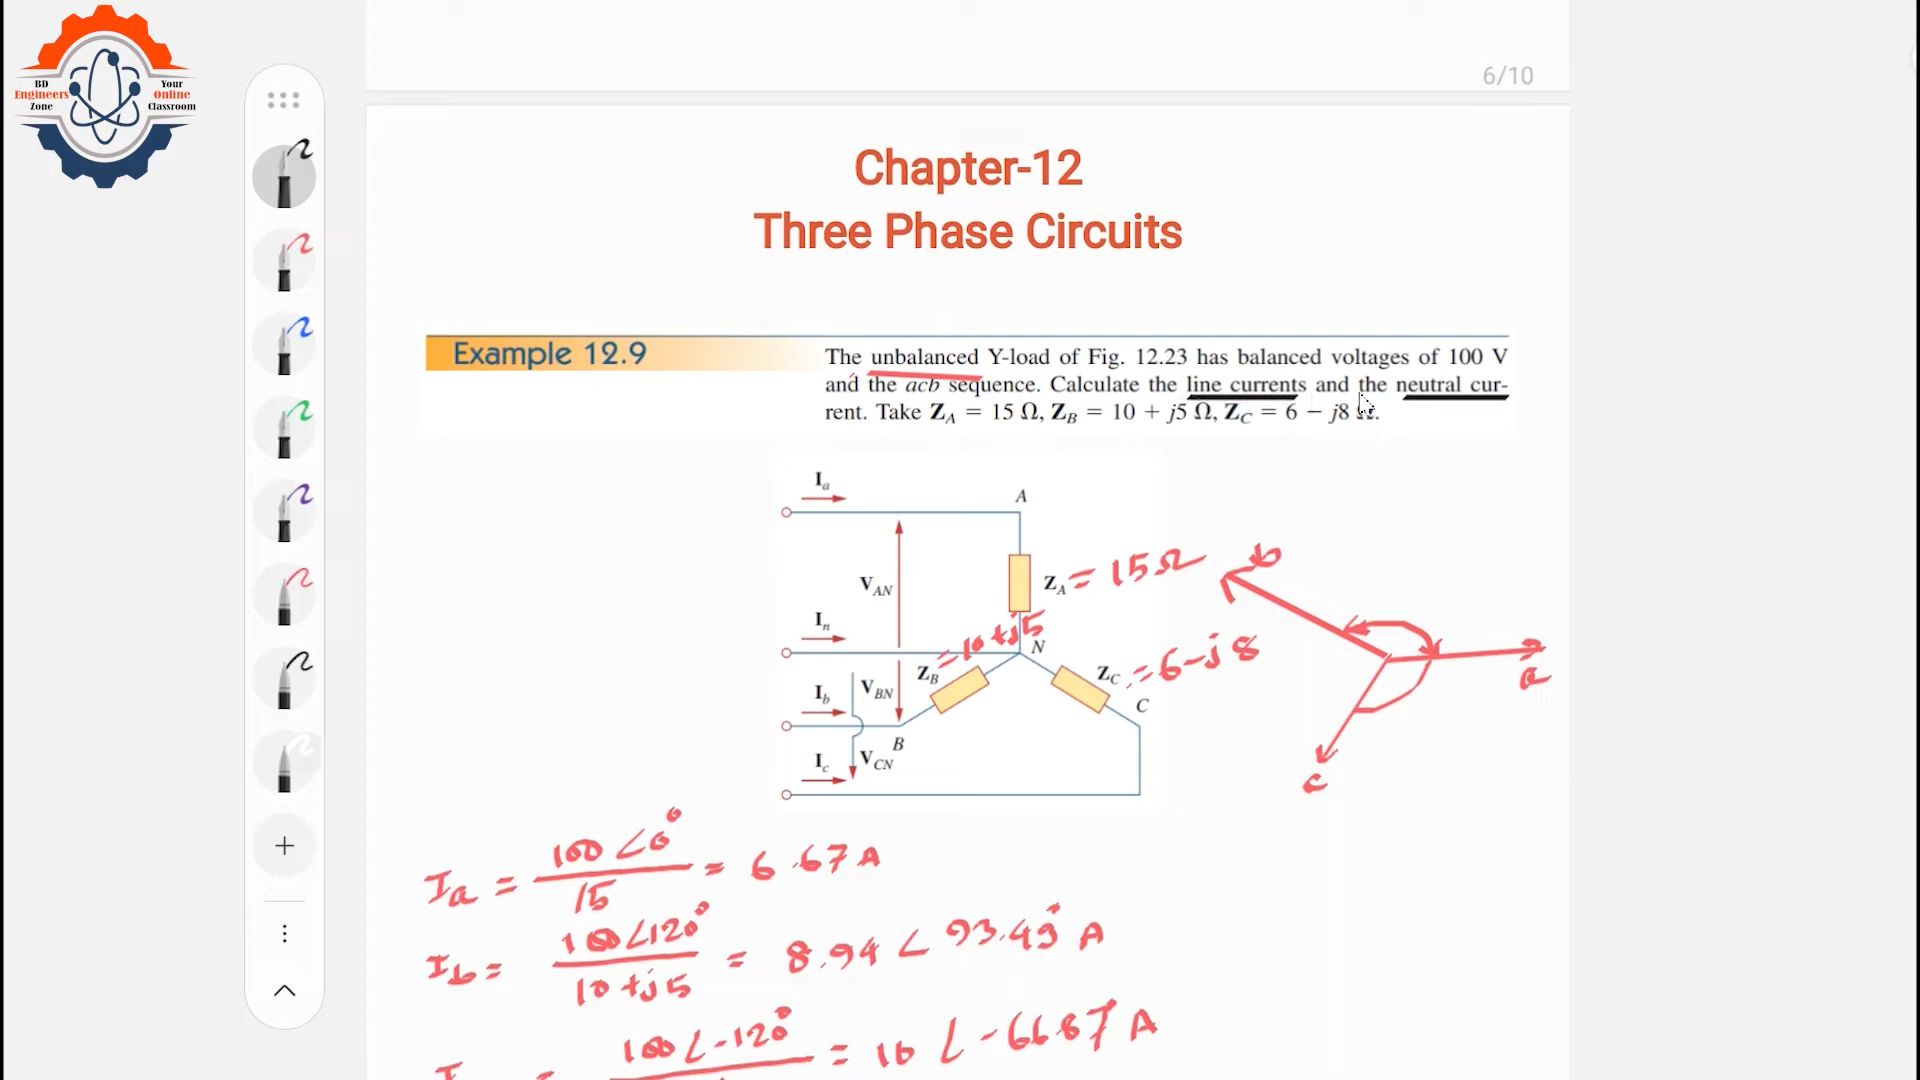 BD
Engineers
Zone
Your
Online
Classroom
6/10
Chapter-12
Three Phase Circuits
Example 12.9
The unbalanced Y-load of Fig. 12.23 has balanced voltages of 100 V
and the acb sequence. Calculate the line currents and the neutral cur-
rent. Take Z_A = 15 Ω, Z_B = 10 + j5 Ω, Z_C = 6 − j8 Ω.
I_a
A
V_AN
Z_A = 15Ω
b
I_n
= 10 + j5
N
a
Z_B
Z_C = 6-j8
I_b
V_BN
C
B
I_c
V_CN
c
I_a = 100∠0° / 15 = 6.67 A
I_b = 100∠120° / 10 + j5 = 8.94 ∠ 93.43° A
100∠-120° = 10 ∠-66.87° A